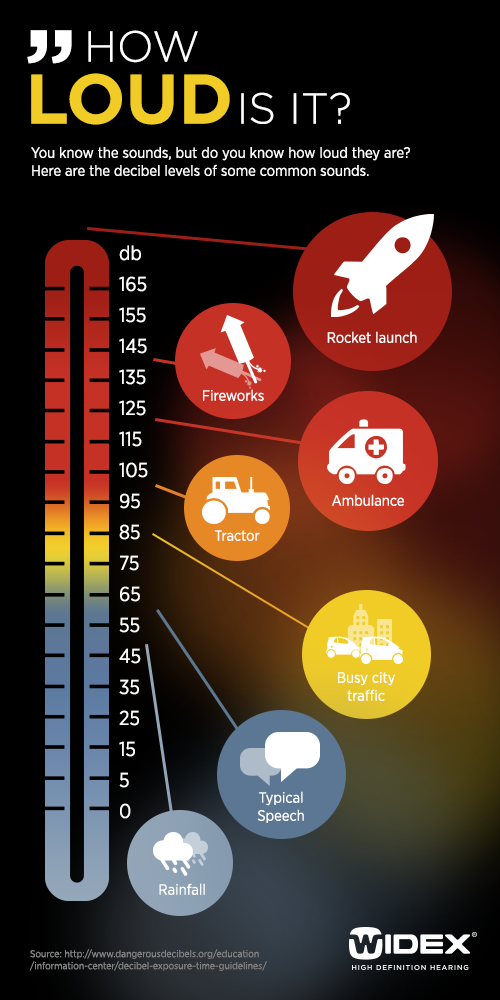 HOW
LOUD IS IT?
You know the sounds, but do you know how loud they are?
Here are the decibel levels of some common sounds.
db
165
155
145
135
125
115
105
95
85
75
65
55
45
35
25
15
5
0
Rocket launch
Fireworks
Ambulance
Tractor
Busy city
traffic
Typical
Speech
Rainfall
Source: http://www.dangerousdecibels.org/education
/information-center/decibel-exposure-time-guidelines/
WIDEX®
HIGH DEFINITION HEARING